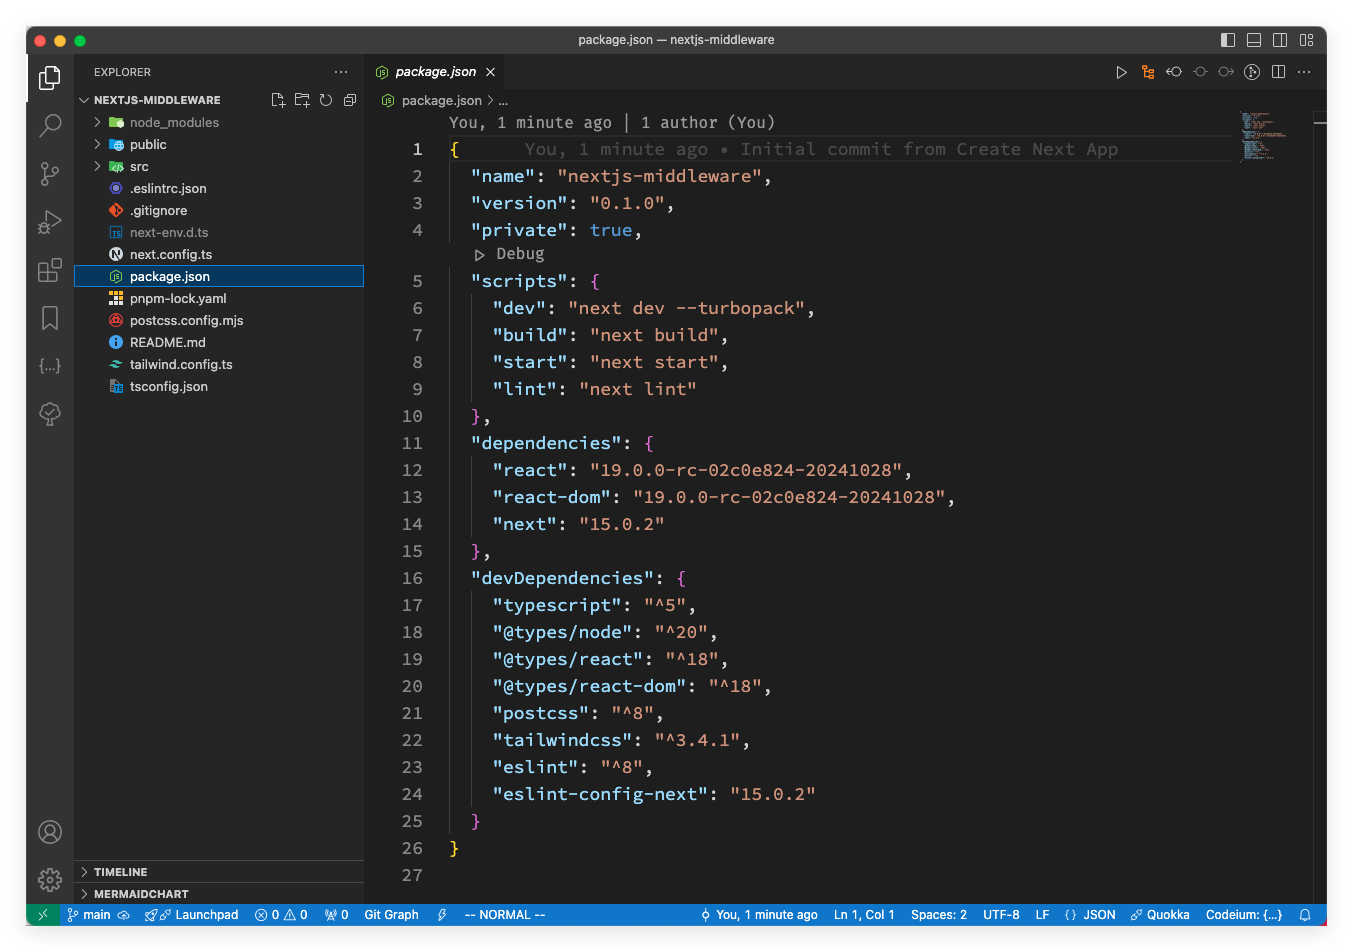 package.json — nextjs-middleware
EXPLORER
NEXTJS-MIDDLEWARE
node_modules
public
src
.eslintrc.json
.gitignore
next-env.d.ts
next.config.ts
package.json
pnpm-lock.yaml
postcss.config.mjs
README.md
tailwind.config.ts
tsconfig.json
TIMELINE
MERMAIDCHART
package.json
package.json > ...
You, 1 minute ago | 1 author (You)
1 { You, 1 minute ago • Initial commit from Create Next App
2 "name": "nextjs-middleware",
3 "version": "0.1.0",
4 "private": true,
Debug
5 "scripts": {
6 "dev": "next dev --turbopack",
7 "build": "next build",
8 "start": "next start",
9 "lint": "next lint"
10 },
11 "dependencies": {
12 "react": "19.0.0-rc-02c0e824-20241028",
13 "react-dom": "19.0.0-rc-02c0e824-20241028",
14 "next": "15.0.2"
15 },
16 "devDependencies": {
17 "typescript": "^5",
18 "@types/node": "^20",
19 "@types/react": "^18",
20 "@types/react-dom": "^18",
21 "postcss": "^8",
22 "tailwindcss": "^3.4.1",
23 "eslint": "^8",
24 "eslint-config-next": "15.0.2"
25 }
26 }
27
main Launchpad 0 0 0 Git Graph -- NORMAL -- You, 1 minute ago Ln 1, Col 1 Spaces: 2 UTF-8 LF {} JSON Quokka Codeium: {...}